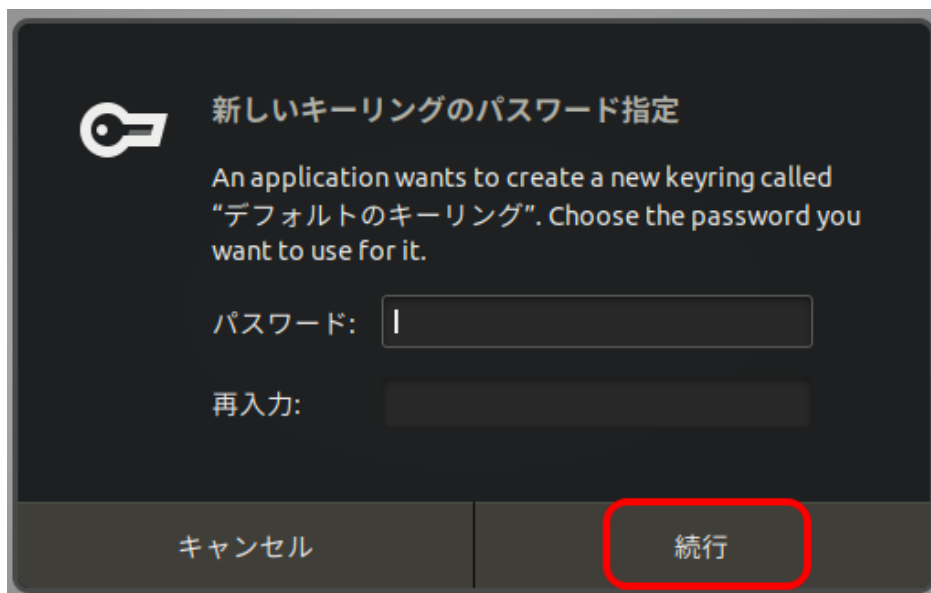 新しいキーリングのパスワード指定
An application wants to create a new keyring called
“デフォルトのキーリング”. Choose the password you
want to use for it.
パスワード:
再入力:
キャンセル
続行